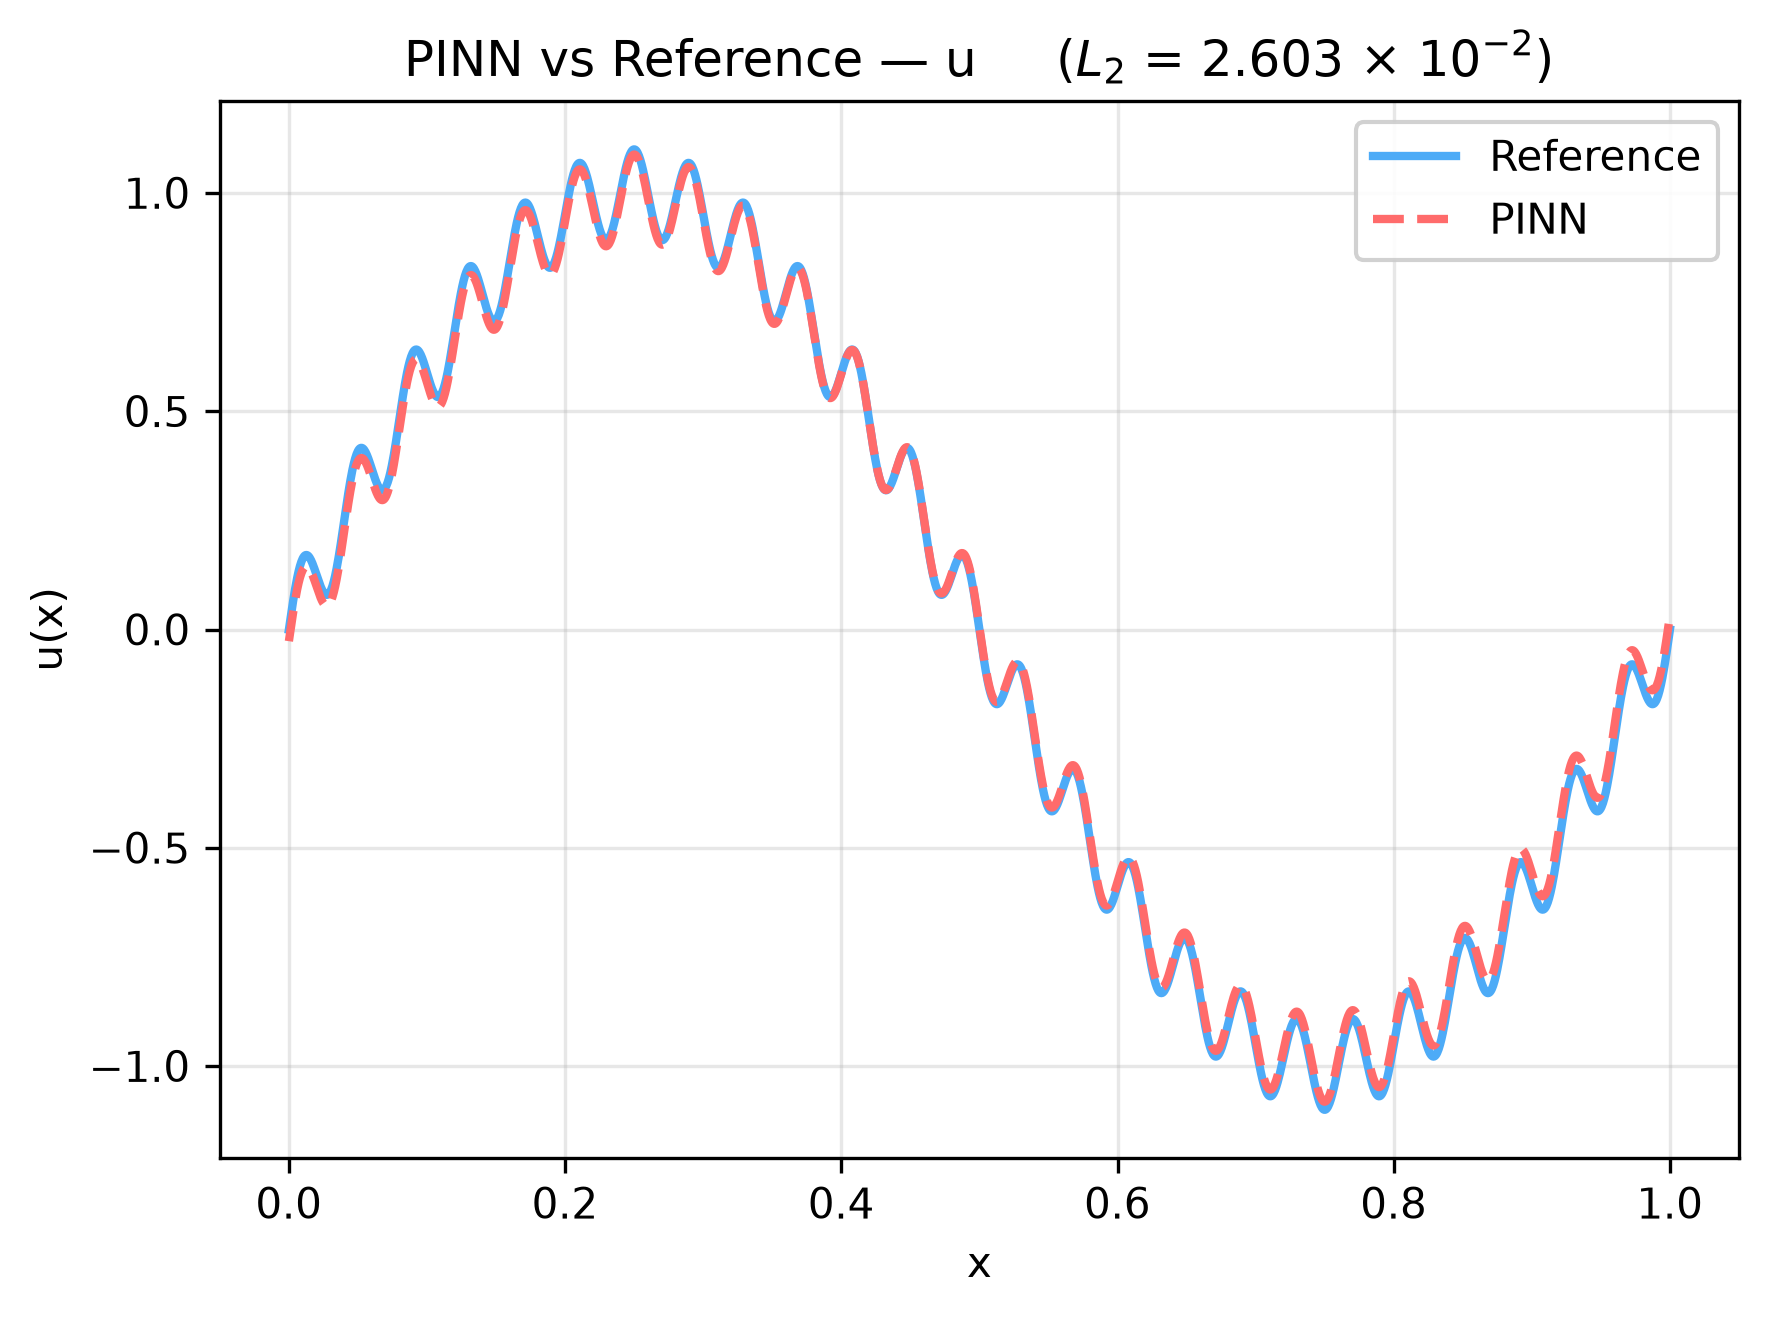 PINN vs Reference — u (L₂ = 2.603 × 10⁻²)
Reference
PINN
u(x)
1.0
0.5
0.0
−0.5
−1.0
0.0 0.2 0.4 0.6 0.8 1.0
x